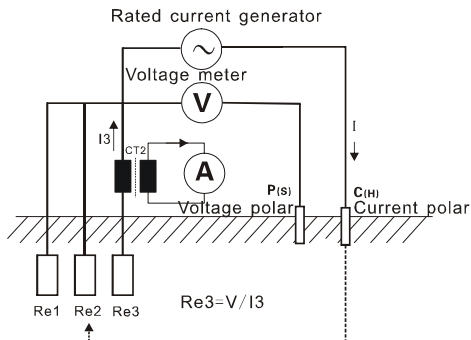 Rated current generator
Voltage meter
V
I3
CT2
A
I
P(S)
C(H)
Voltage polar
Current polar
Re1 Re2 Re3
Re3=V/I3